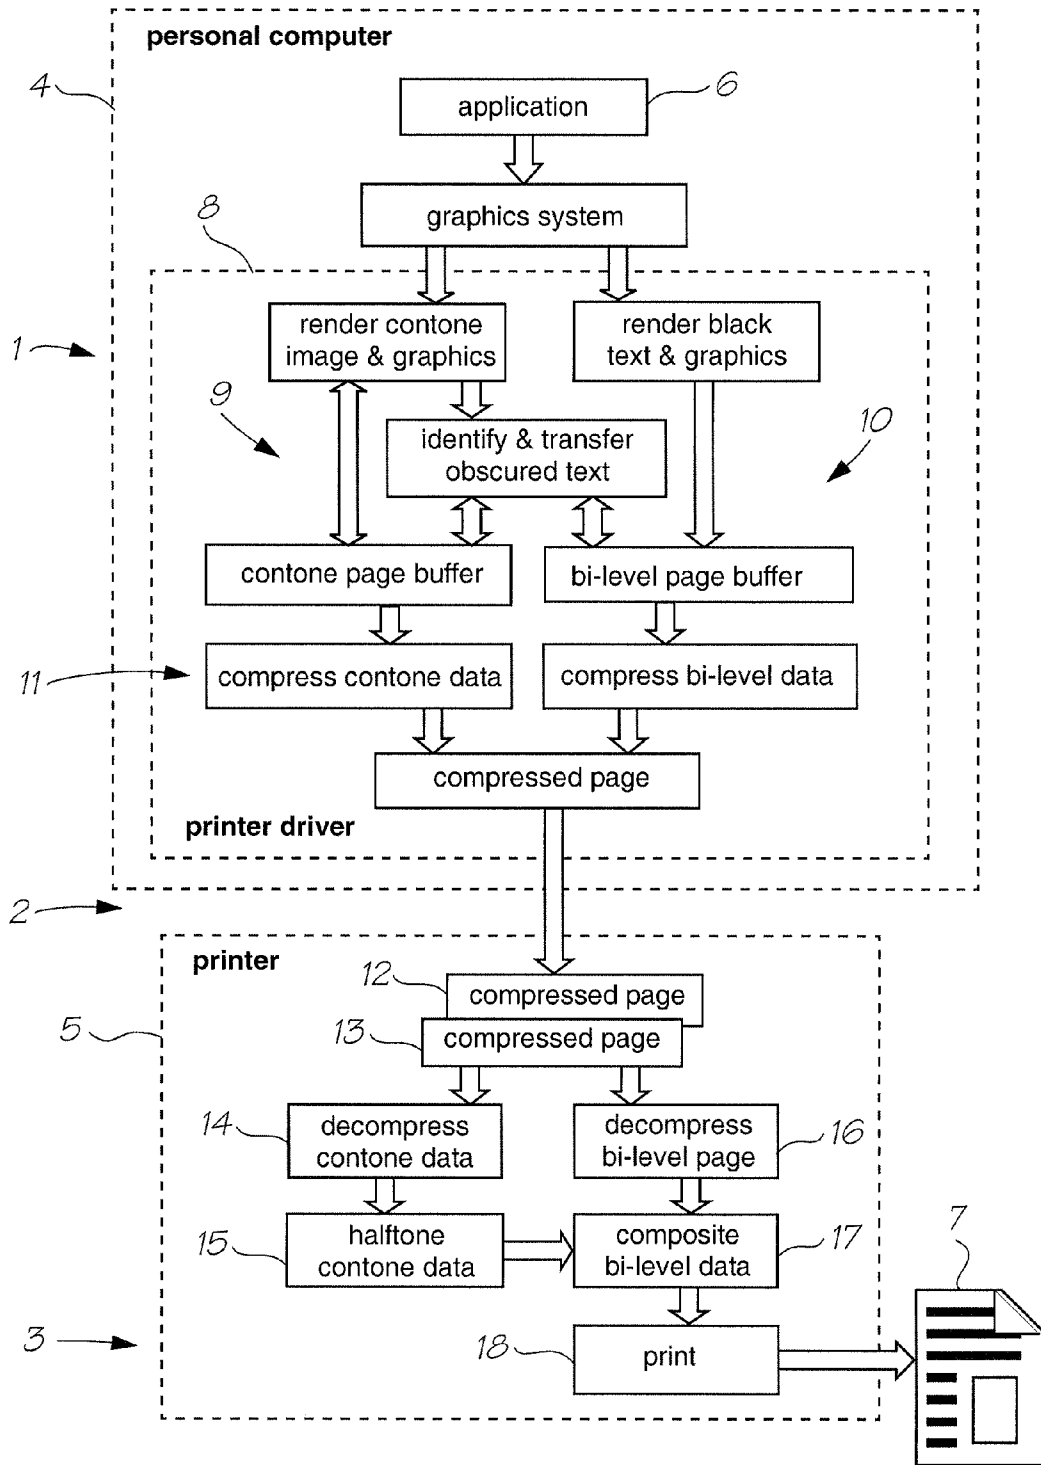 personal computer
4
application
6
graphics system
8
render contone
image & graphics
render black
text & graphics
1
9
identify & transfer
obscured text
10
contone page buffer
bi-level page buffer
11
compress contone data
compress bi-level data
compressed page
printer driver
2
printer
12
compressed page
13
compressed page
5
14
decompress
contone data
decompress
bi-level page
16
15
halftone
contone data
composite
bi-level data
17
7
3
18
print